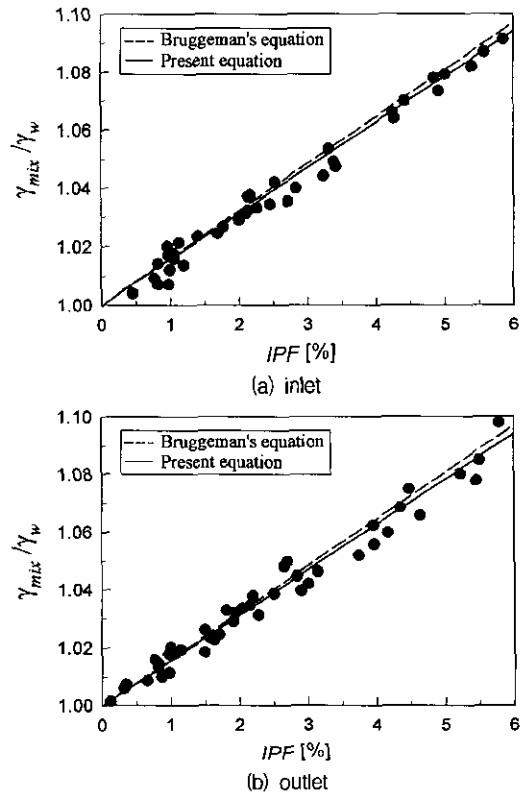 1.10
Bruggeman's equation
Present equation
1.08
1.06
1.04
1.02
1.00
γmix /γw
0 1 2 3 4 5 6
IPF [%]
(a) inlet
1.10
Bruggeman's equation
Present equation
1.08
1.06
1.04
1.02
1.00
γmix /γw
0 1 2 3 4 5 6
IPF [%]
(b) outlet